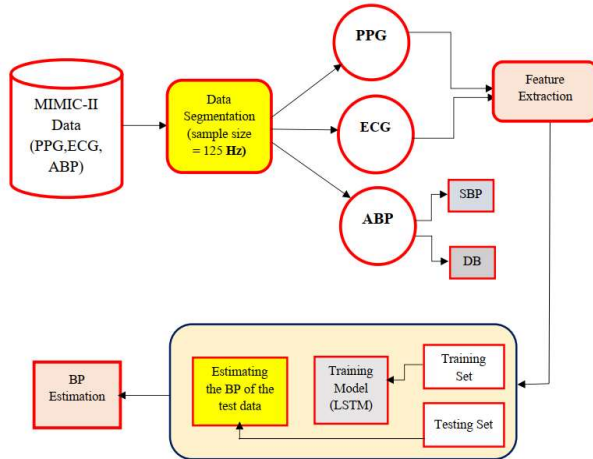 MIMIC-II
Data
(PPG,ECG,
ABP)
Data
Segmentation
(sample size
= 125 Hz)
PPG
ECG
ABP
Feature
Extraction
SBP
DB
BP
Estimation
Estimating
the BP of the
test data
Training
Model
(LSTM)
Training
Set
Testing Set